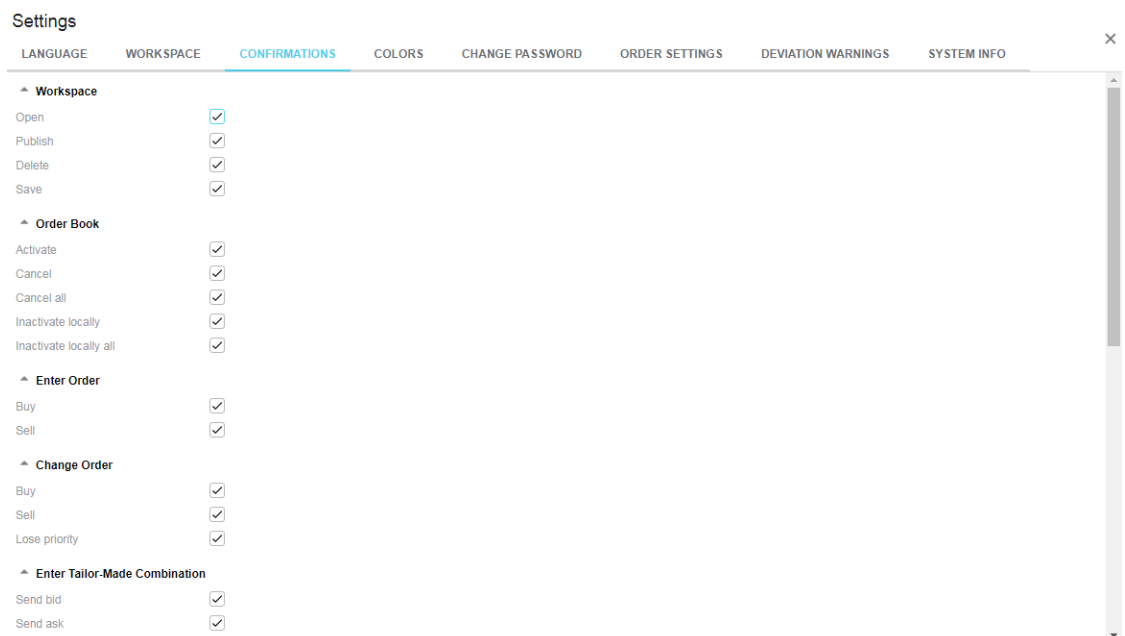 Settings
LANGUAGE WORKSPACE CONFIRMATIONS COLORS CHANGE PASSWORD ORDER SETTINGS DEVIATION WARNINGS SYSTEM INFO
Workspace
Open
Publish
Delete
Save
Order Book
Activate
Cancel
Cancel all
Inactivate locally
Inactivate locally all
Enter Order
Buy
Sell
Change Order
Buy
Sell
Lose priority
Enter Tailor-Made Combination
Send bid
Send ask